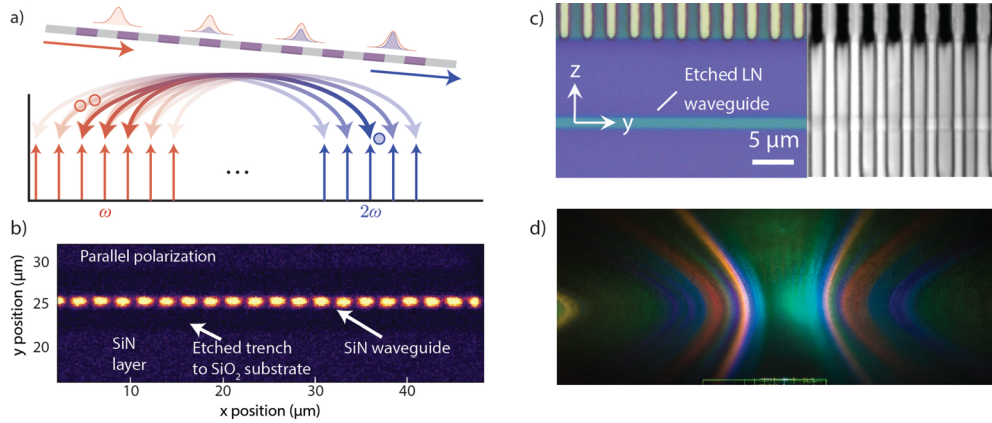 a)
...
ω
2ω
b)
y position (μm)
30
25
20
Parallel polarization
SiN
layer
Etched trench
to SiO₂ substrate
SiN waveguide
10
20
30
40
x position (μm)
c)
Etched LN
waveguide
z
y
5 μm
d)